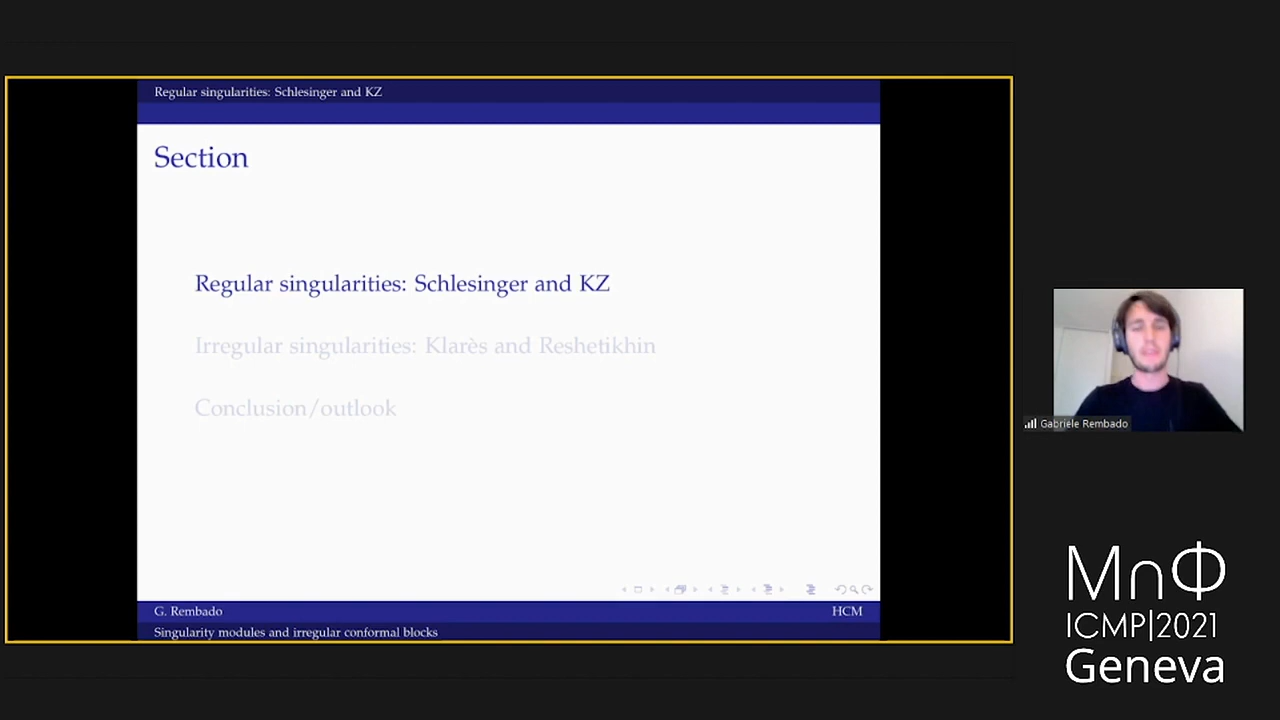 Regular singularities: Schlesinger and KZ
Section
Regular singularities: Schlesinger and KZ
Irregular singularities: Klarès and Reshetikhin
Conclusion/outlook
G. Rembado
HCM
Singularity modules and irregular conformal blocks
Gabriele Rembado
M∩Φ
ICMP|2021
Geneva